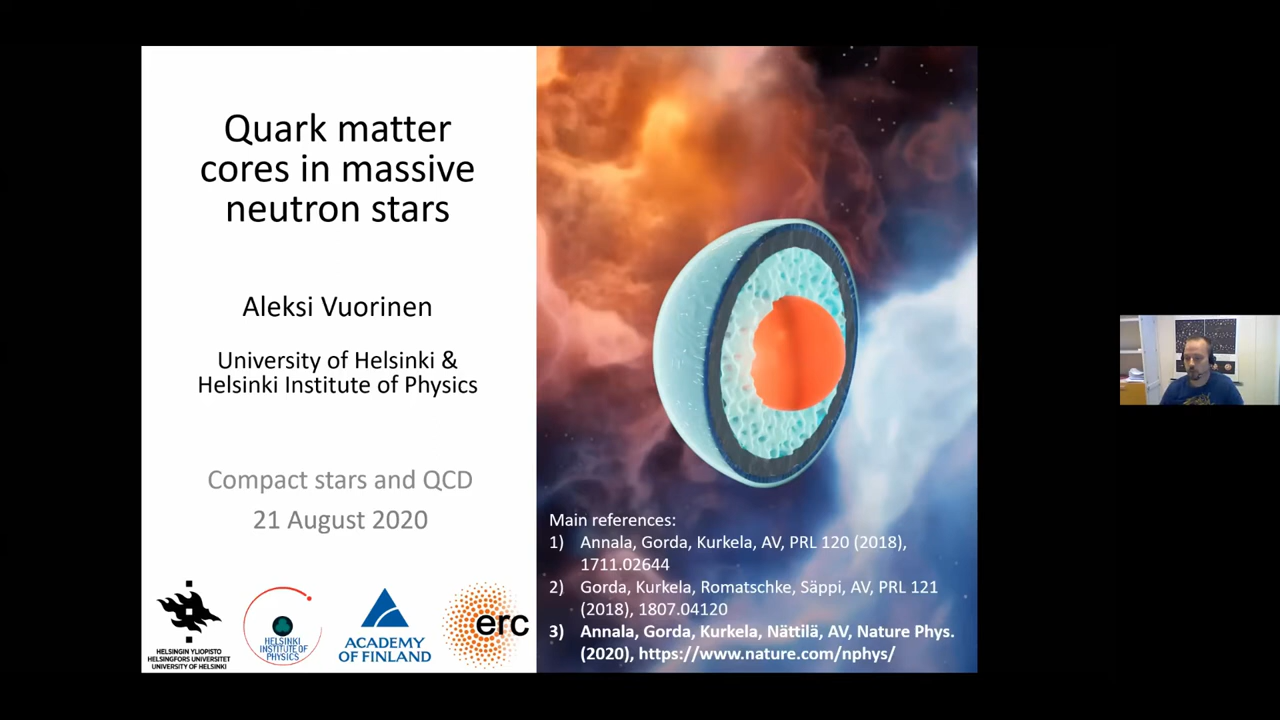 Quark matter
cores in massive
neutron stars
Aleksi Vuorinen
University of Helsinki &
Helsinki Institute of Physics
Compact stars and QCD
21 August 2020
HELSINGIN YLIOPISTO
HELSINGFORS UNIVERSITET
UNIVERSITY OF HELSINKI
HELSINKI
INSTITUTE OF
PHYSICS
ACADEMY
OF FINLAND
erc
Main references:
1) Annala, Gorda, Kurkela, AV, PRL 120 (2018),
1711.02644
2) Gorda, Kurkela, Romatschke, Säppi, AV, PRL 121
(2018), 1807.04120
3) Annala, Gorda, Kurkela, Nättilä, AV, Nature Phys.
(2020), https://www.nature.com/nphys/